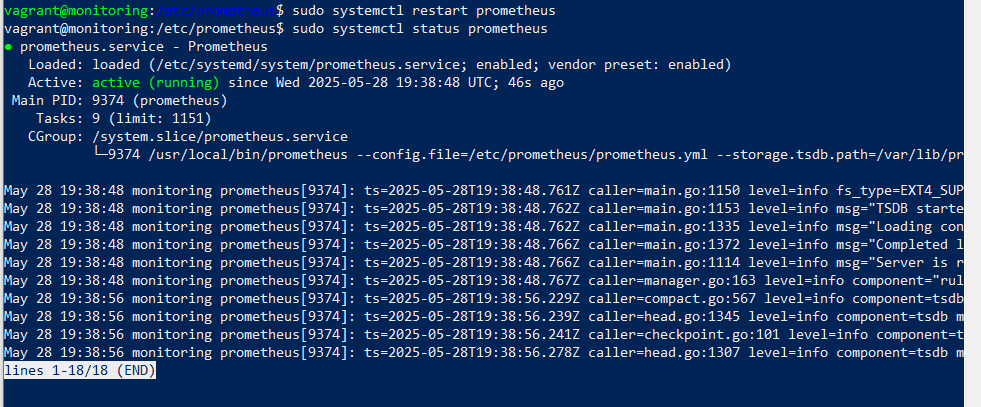 vagrant@monitoring:/etc/prometheus$ sudo systemctl restart prometheus
vagrant@monitoring:/etc/prometheus$ sudo systemctl status prometheus
● prometheus.service - Prometheus
   Loaded: loaded (/etc/systemd/system/prometheus.service; enabled; vendor preset: enabled)
   Active: active (running) since Wed 2025-05-28 19:38:48 UTC; 46s ago
 Main PID: 9374 (prometheus)
    Tasks: 9 (limit: 1151)
   CGroup: /system.slice/prometheus.service
           └─9374 /usr/local/bin/prometheus --config.file=/etc/prometheus/prometheus.yml --storage.tsdb.path=/var/lib/pr
May 28 19:38:48 monitoring prometheus[9374]: ts=2025-05-28T19:38:48.761Z caller=main.go:1150 level=info fs_type=EXT4_SUP
May 28 19:38:48 monitoring prometheus[9374]: ts=2025-05-28T19:38:48.762Z caller=main.go:1153 level=info msg="TSDB starte
May 28 19:38:48 monitoring prometheus[9374]: ts=2025-05-28T19:38:48.762Z caller=main.go:1335 level=info msg="Loading con
May 28 19:38:48 monitoring prometheus[9374]: ts=2025-05-28T19:38:48.766Z caller=main.go:1372 level=info msg="Completed l
May 28 19:38:48 monitoring prometheus[9374]: ts=2025-05-28T19:38:48.766Z caller=main.go:1114 level=info msg="Server is r
May 28 19:38:48 monitoring prometheus[9374]: ts=2025-05-28T19:38:48.767Z caller=manager.go:163 level=info component="rul
May 28 19:38:56 monitoring prometheus[9374]: ts=2025-05-28T19:38:56.229Z caller=compact.go:567 level=info component=tsdb
May 28 19:38:56 monitoring prometheus[9374]: ts=2025-05-28T19:38:56.239Z caller=head.go:1345 level=info component=tsdb m
May 28 19:38:56 monitoring prometheus[9374]: ts=2025-05-28T19:38:56.241Z caller=checkpoint.go:101 level=info component=t
May 28 19:38:56 monitoring prometheus[9374]: ts=2025-05-28T19:38:56.278Z caller=head.go:1307 level=info component=tsdb m
lines 1-18/18 (END)